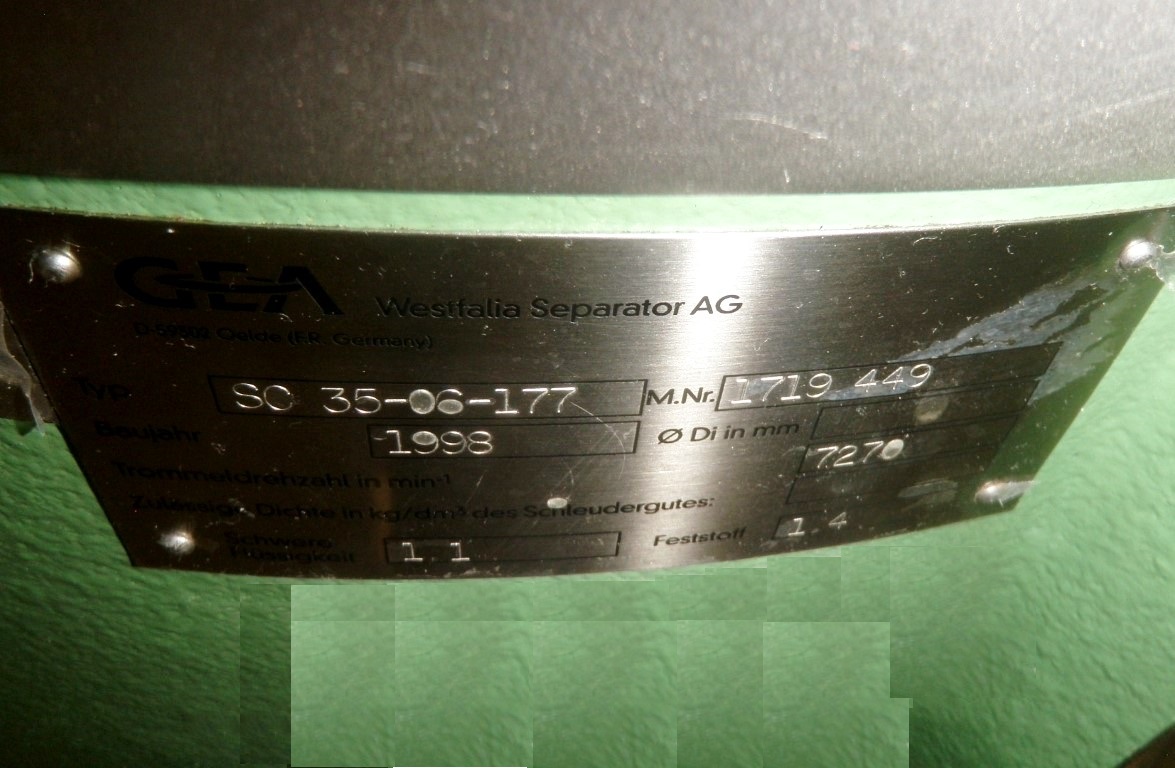 GEA Westfalia Separator AG
D-59302 Oelde (F.R. Germany)
Typ SC 35-06-177 M.Nr. 1719 449
Baujahr 1998 Ø Di in mm
Trommeldrehzahl in min-¹ 7270
Zulässige Dichte in kg/dm³ des Schleudergutes:
Schwere Flüssigkeit 1 1 Feststoff 1 4